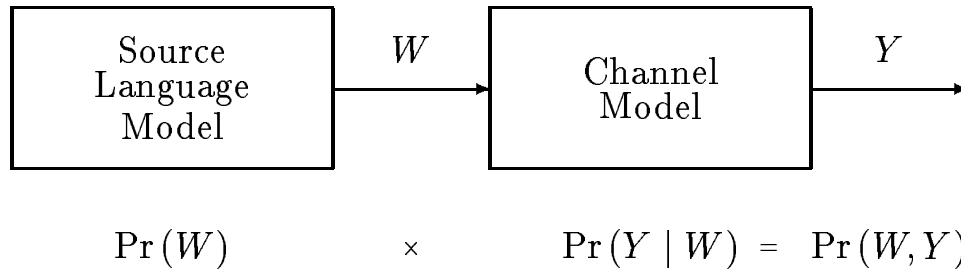 Source
Language
Model
W
Channel
Model
Y
Pr (W) × Pr (Y | W) = Pr (W, Y)